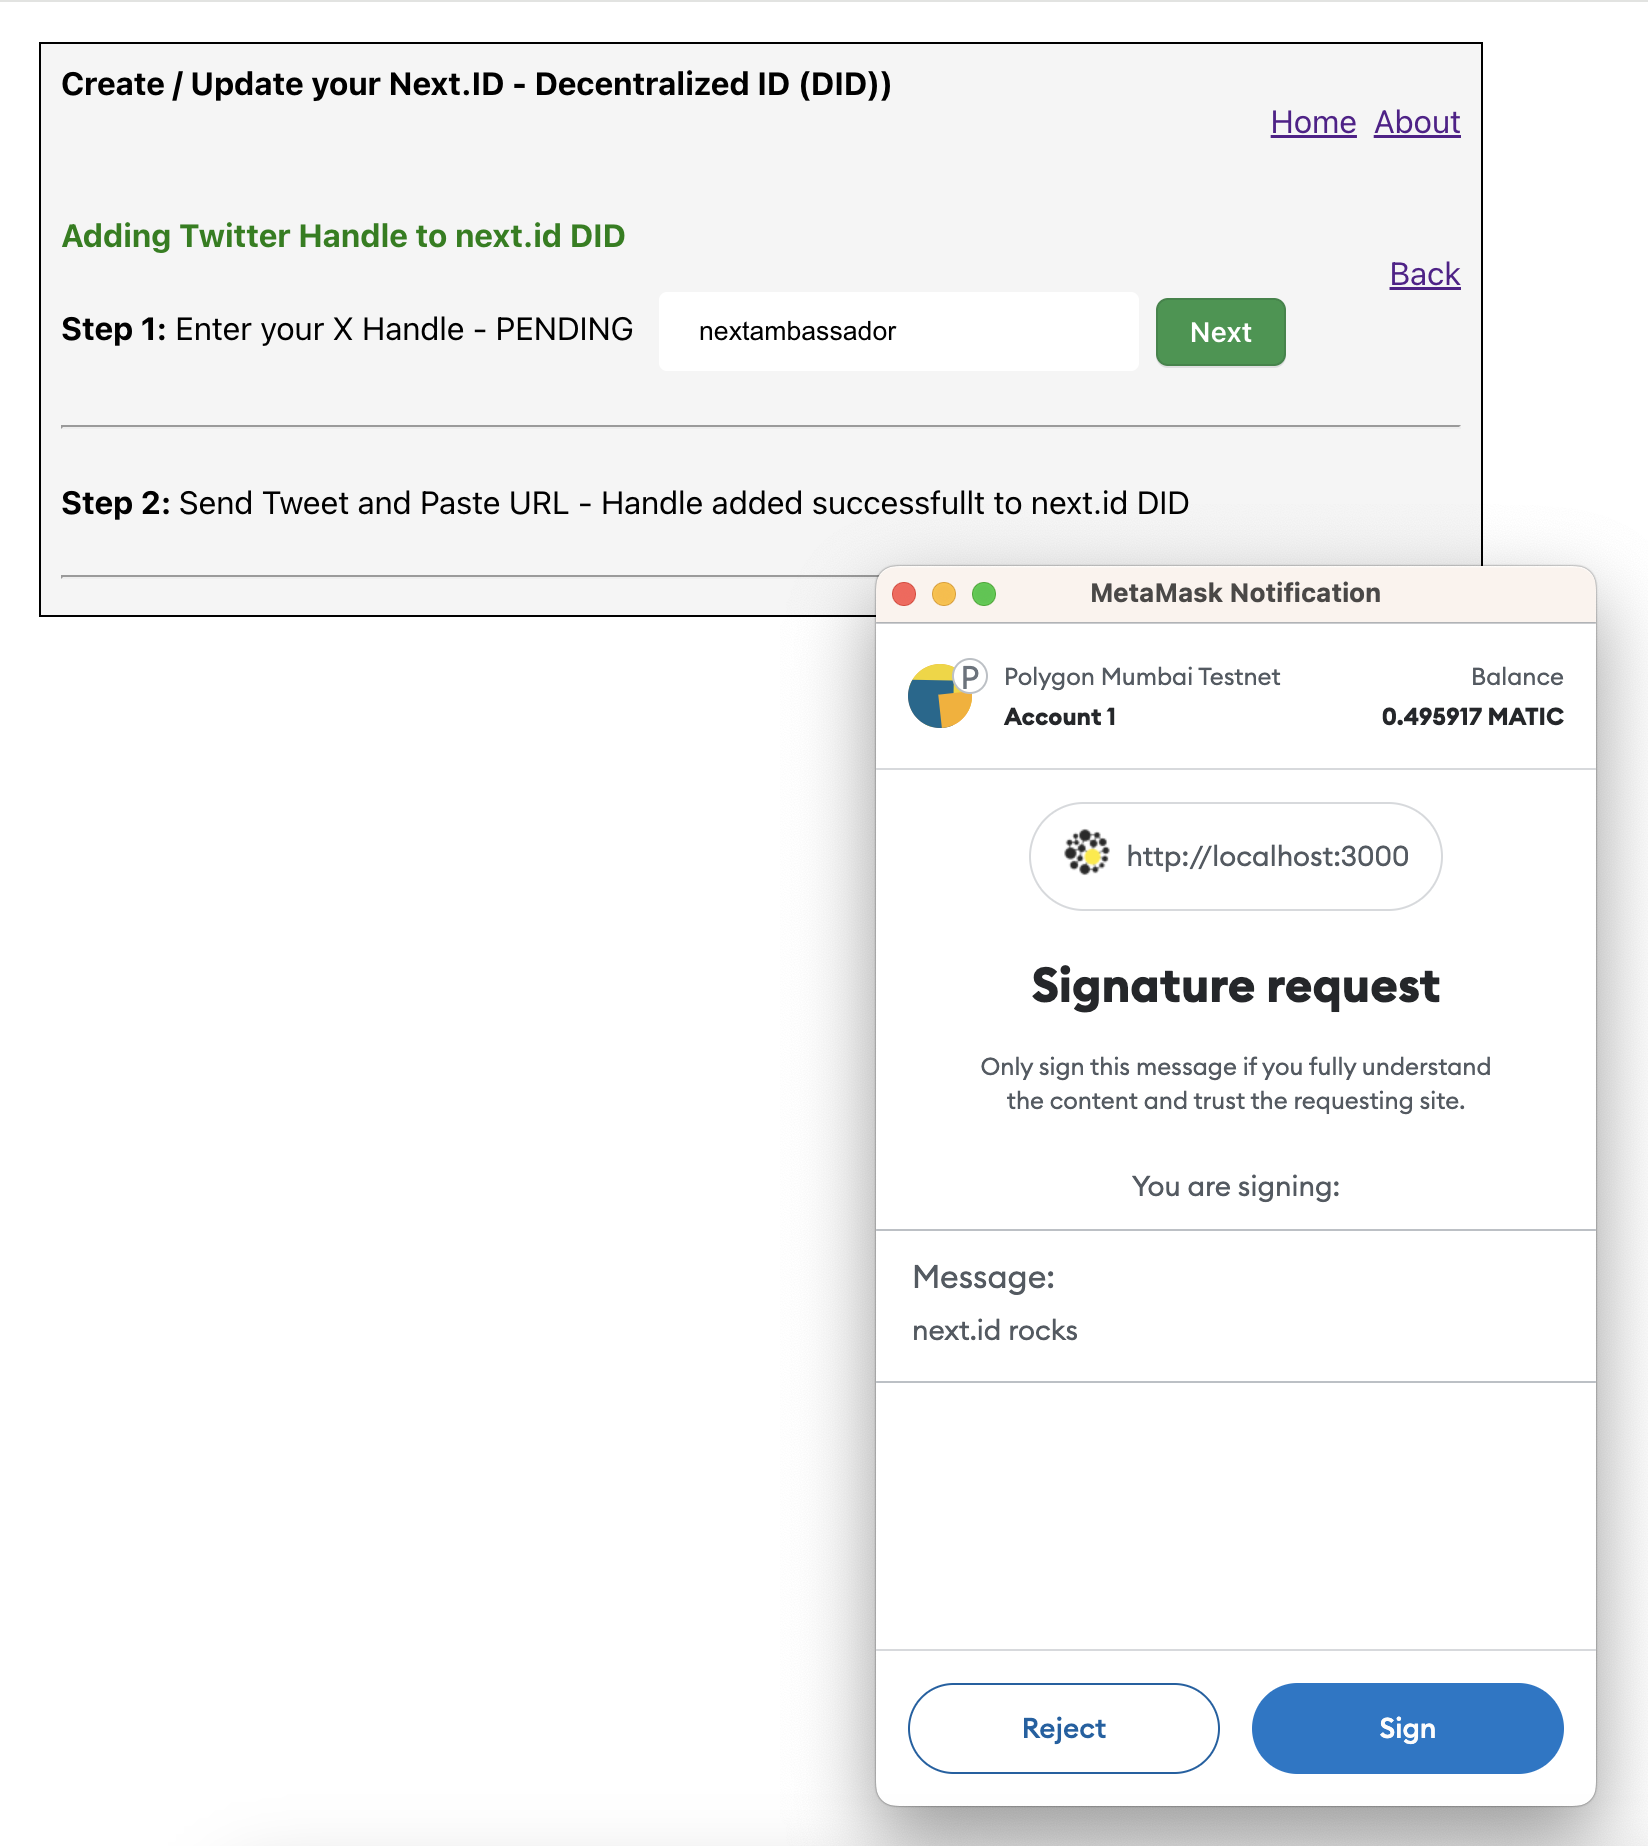 Create / Update your Next.ID - Decentralized ID (DID))
Home About
Adding Twitter Handle to next.id DID
Back
Step 1: Enter your X Handle - PENDING nextambassador Next
Step 2: Send Tweet and Paste URL - Handle added successfullt to next.id DID
MetaMask Notification
P Polygon Mumbai Testnet Balance
Account 1 0.495917 MATIC
http://localhost:3000
Signature request
Only sign this message if you fully understand
the content and trust the requesting site.
You are signing:
Message:
next.id rocks
Reject Sign